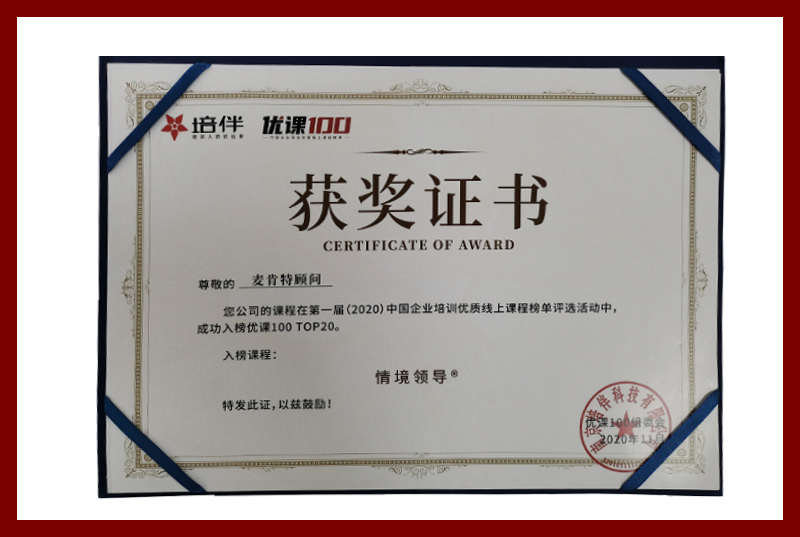 培伴 优课100
获奖证书
CERTIFICATE OF AWARD
尊敬的 麦肯特顾问
您公司的课程在第一届(2020)中国企业培训优质线上课程榜单评选活动中，
成功入榜优课100 TOP20。
入榜课程：
情境领导®
特发此证，以兹鼓励！
优课100组委会
2020年11月